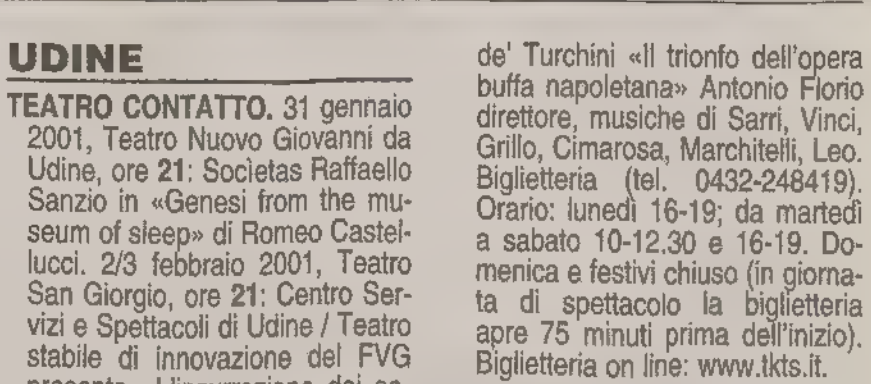 UDINE
TEATRO CONTATTO. 31 gennaio
2001, Teatro Nuovo Giovanni da
Udine, ore 21: Socìetas Raffaello
Sanzio in «Genesi from the mu-
seum of sleep» di Romeo Castel-
lucci. 2/3 febbraio 2001, Teatro
San Giorgio, ore 21: Centro Ser-
vizi e Spettacoli di Udine / Teatro
stabile di innovazione del FVG
de' Turchini «Il trionfo dell'opera
buffa napoletana» Antonio Florio
direttore, musiche di Sarri, Vinci,
Grillo, Cimarosa, Marchitelli, Leo.
Biglietteria (tel. 0432-248419).
Orario: lunedì 16-19; da martedì
a sabato 10-12.30 e 16-19. Do-
menica e festivi chiuso (in giorna-
ta di spettacolo la biglietteria
apre 75 minuti prima dell'inizio).
Biglietteria on line: www.tkts.it.